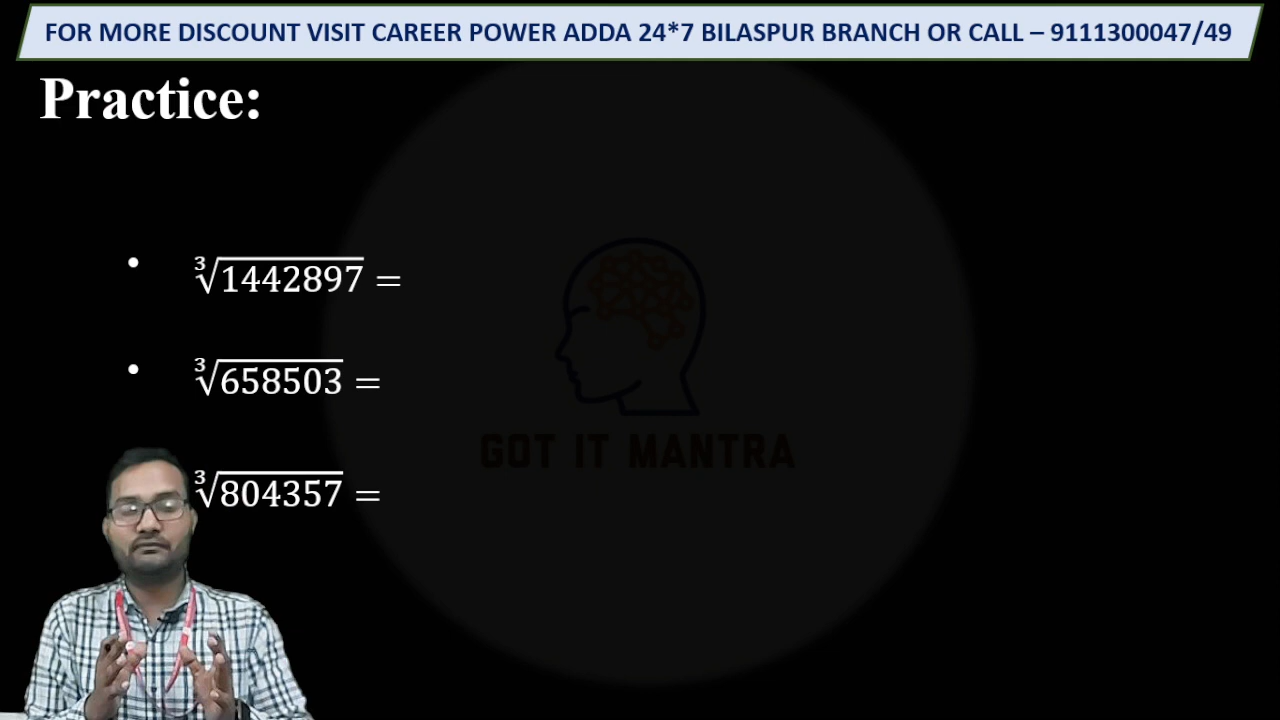 FOR MORE DISCOUNT VISIT CAREER POWER ADDA 24*7 BILASPUR BRANCH OR CALL – 9111300047/49
Practice:
• ∛1442897 =
• ∛658503 =
∛804357 =
GOT IT MANTRA